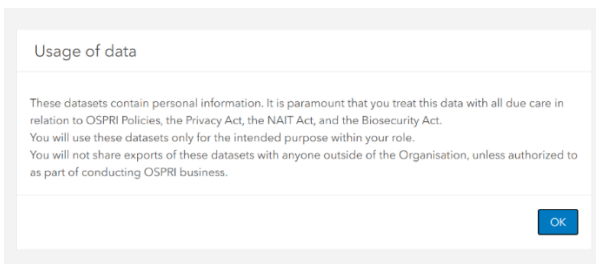 Usage of data
These datasets contain personal information. It is paramount that you treat this data with all due care in
relation to OSPRI Policies, the Privacy Act, the NAIT Act, and the Biosecurity Act.
You will use these datasets only for the intended purpose within your role.
You will not share exports of these datasets with anyone outside of the Organisation, unless authorized to
as part of conducting OSPRI business.
OK